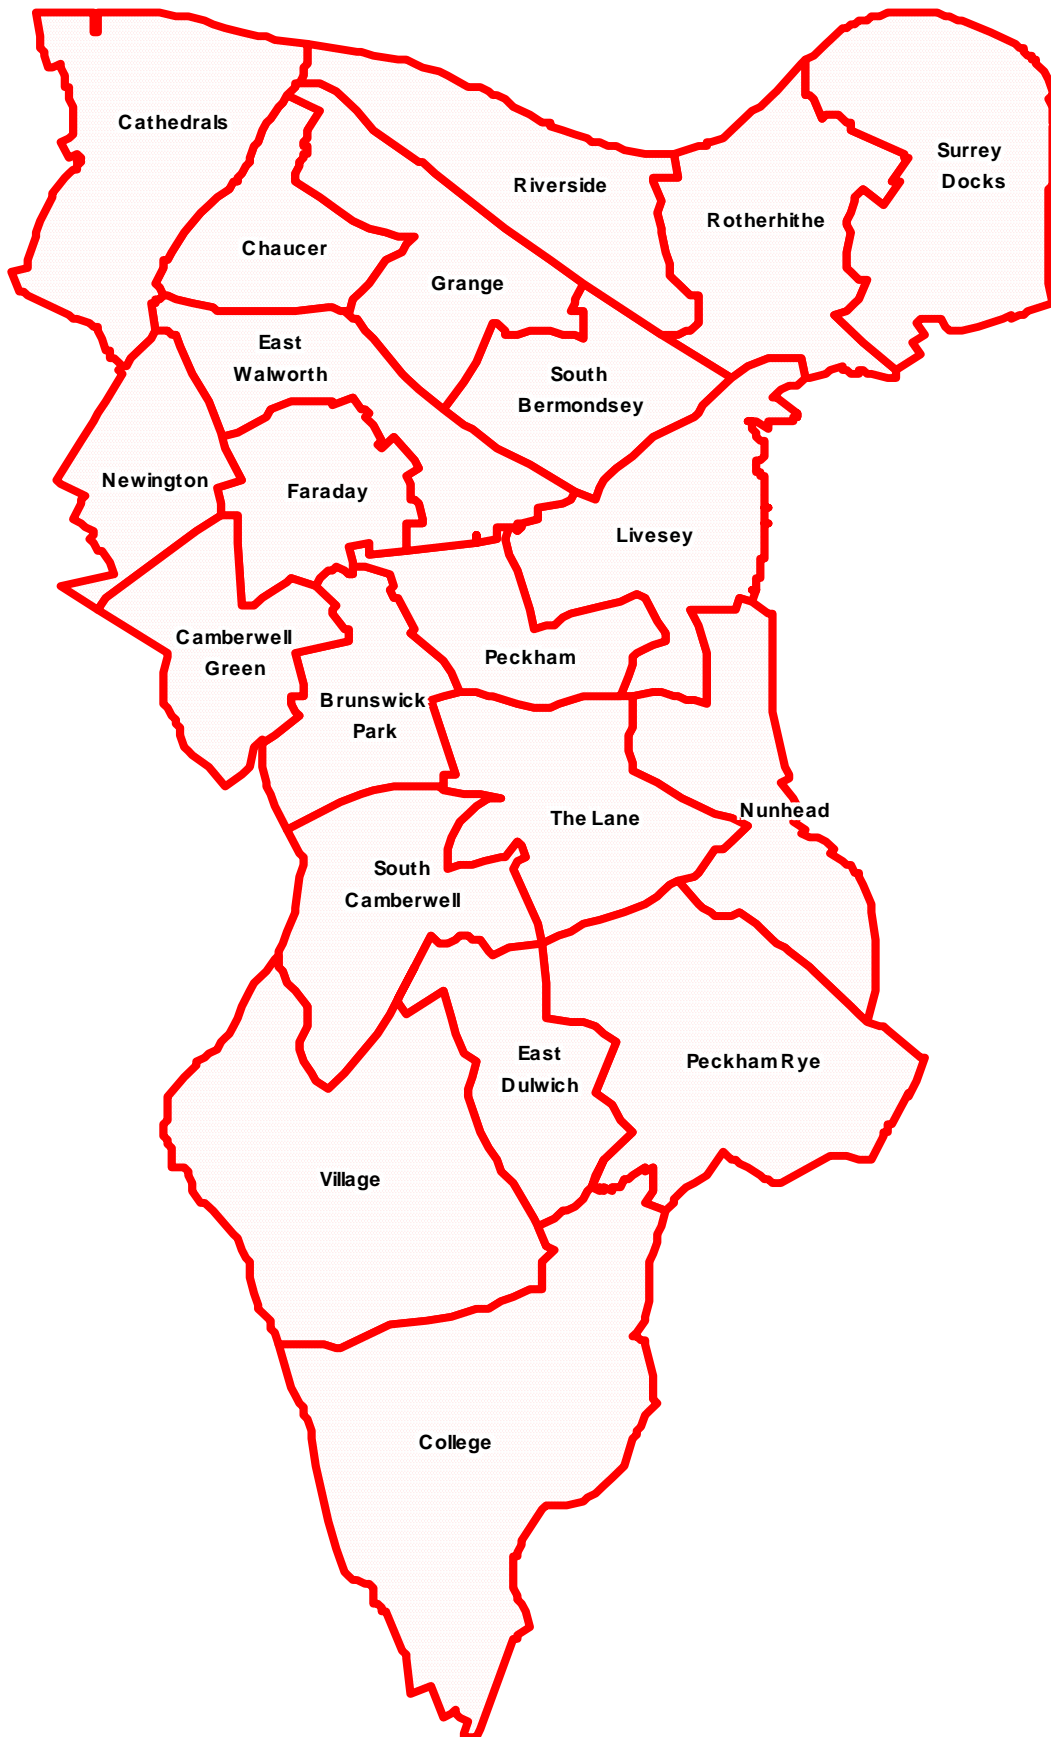 Cathedrals
Surrey
Docks
Riverside
Rotherhithe
Chaucer
Grange
East
Walworth
South
Bermondsey
Newington
Faraday
Livesey
Camberwell
Green
Peckham
Brunswick
Park
Nunhead
The Lane
South
Camberwell
East
Dulwich
Peckham Rye
Village
College